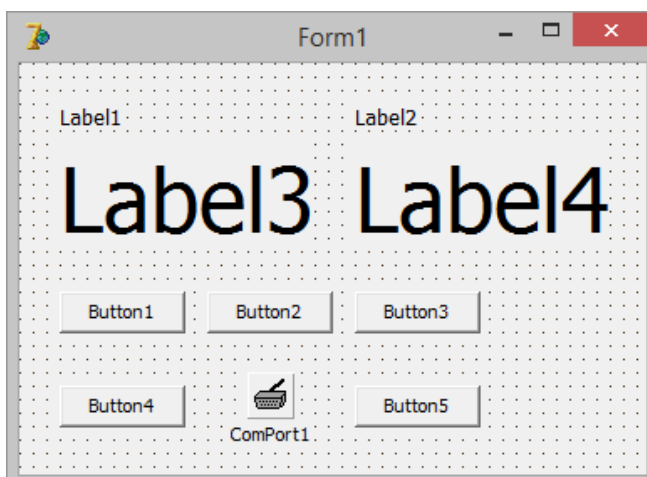 Form1
Label1 Label2
Label3 Label4
Button1 Button2 Button3
Button4 Button5
ComPort1